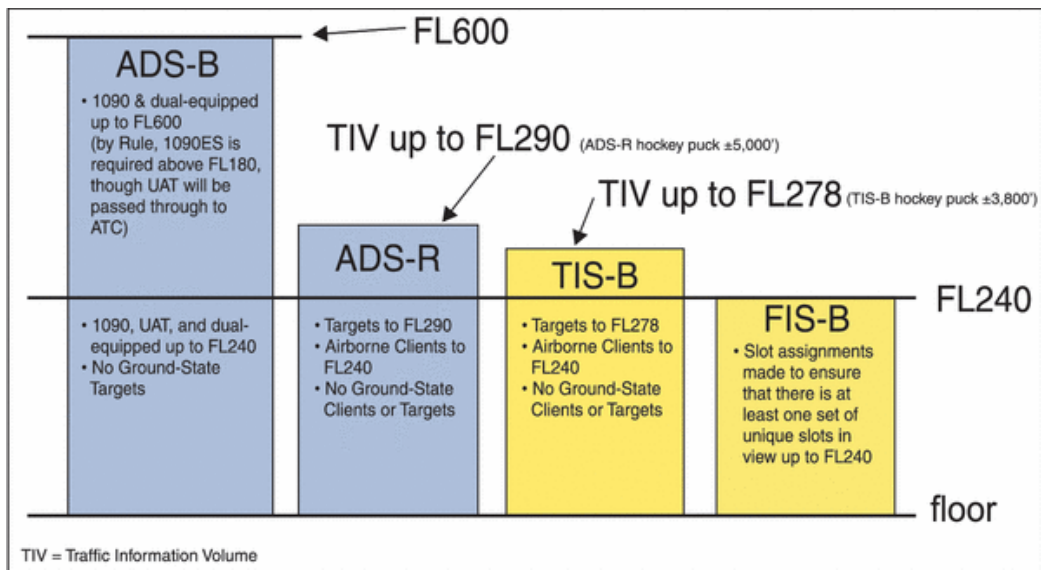 FL600
ADS-B
• 1090 & dual-equipped
up to FL600
(by Rule, 1090ES is
required above FL180,
though UAT will be
passed through to
ATC)
• 1090, UAT, and dual-
equipped up to FL240
• No Ground-State
Targets
TIV up to FL290 (ADS-R hockey puck ±5,000')
ADS-R
• Targets to FL290
• Airborne Clients to
FL240
• No Ground-State
Clients or Targets
TIV up to FL278 (TIS-B hockey puck ±3,800')
TIS-B
• Targets to FL278
• Airborne Clients to
FL240
• No Ground-State
Clients or Targets
FL240
FIS-B
• Slot assignments
made to ensure
that there is at
least one set of
unique slots in
view up to FL240
floor
TIV = Traffic Information Volume